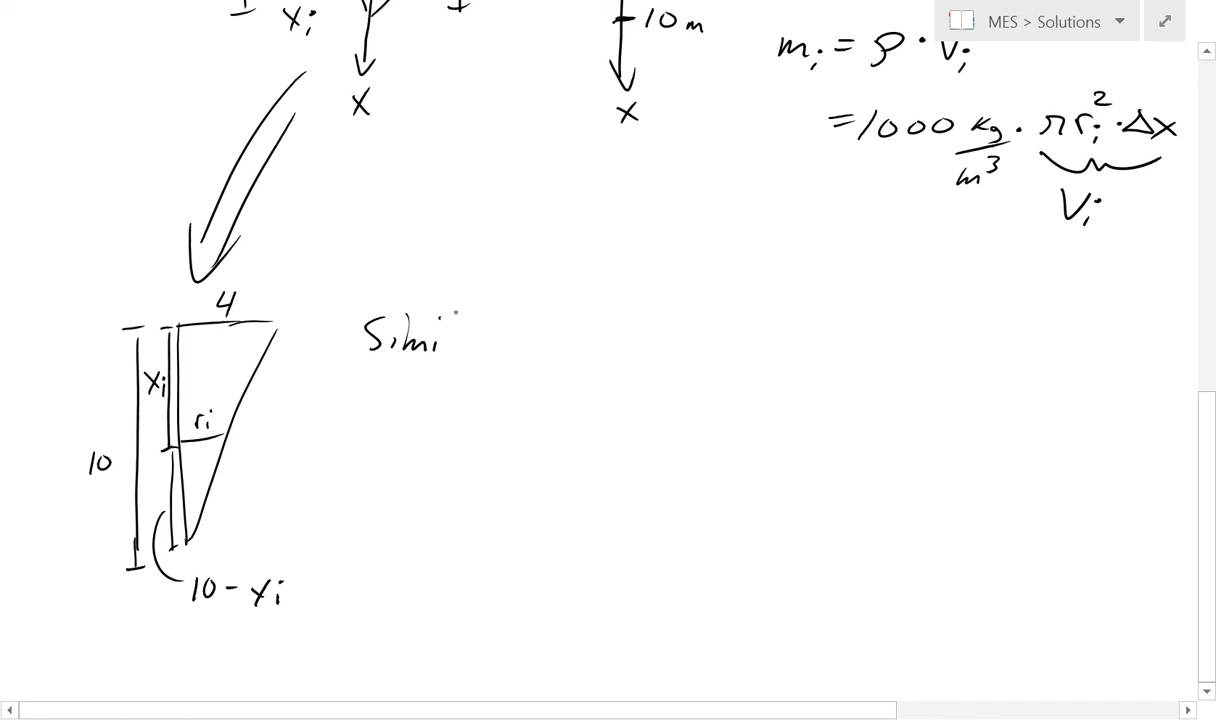 xᵢ
x
10 m
x
MES > Solutions
mᵢ = ρ · Vᵢ
= 1000 kg/m³ · πrᵢ² · Δx
Vᵢ
4
Simi
xᵢ
rᵢ
10
10 - xᵢ